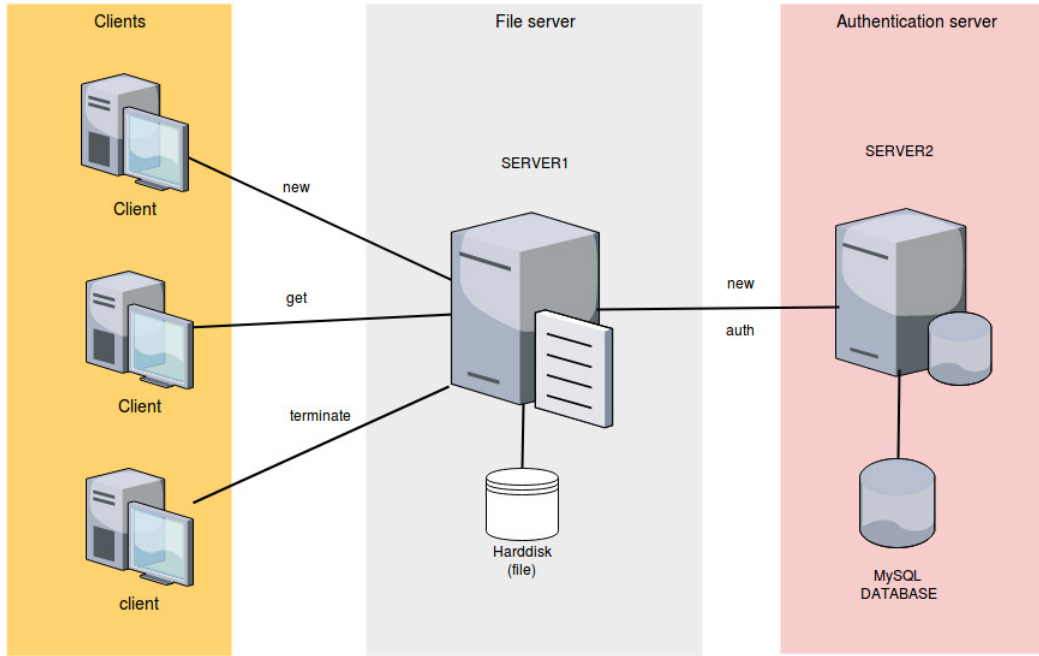 Clients
File server
Authentication server
SERVER1
SERVER2
Client
new
Client
get
new
auth
client
terminate
Harddisk
(file)
MySQL
DATABASE